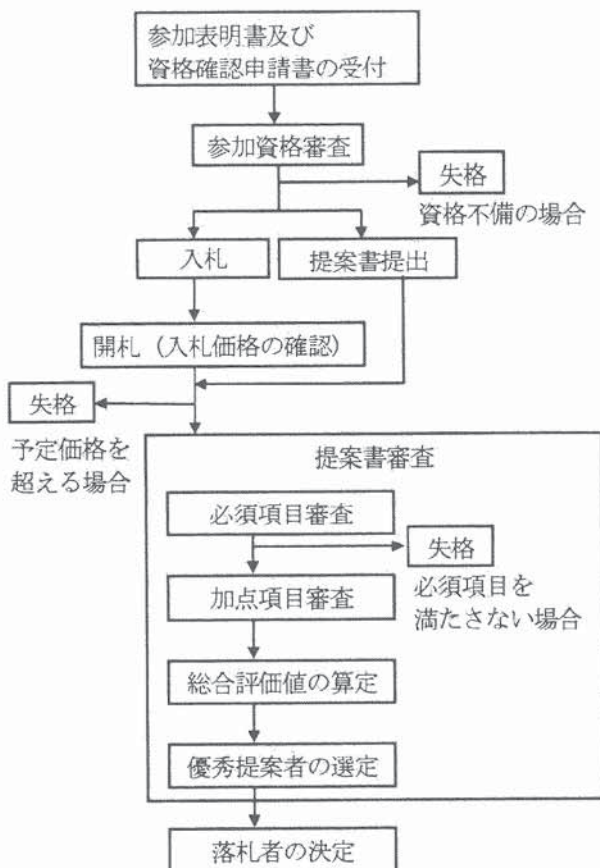 参加表明書及び
資格確認申請書の受付
参加資格審査
失格
資格不備の場合
入札
提案書提出
開札（入札価格の確認）
失格
予定価格を
超える場合
提案書審査
必須項目審査
失格
必須項目を
満たさない場合
加点項目審査
総合評価値の算定
優秀提案者の選定
落札者の決定